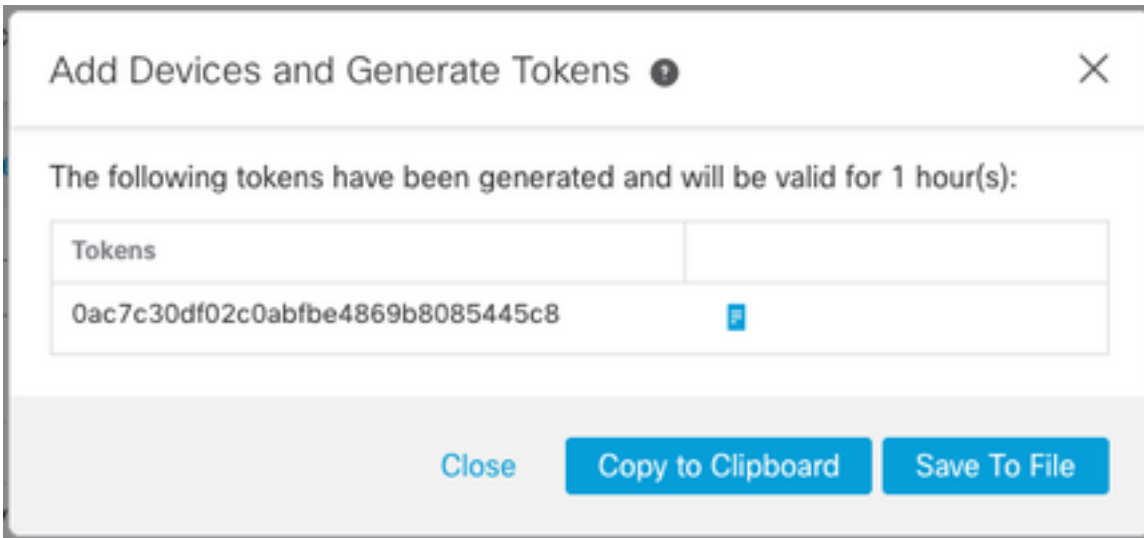 Add Devices and Generate Tokens
The following tokens have been generated and will be valid for 1 hour(s):
Tokens
0ac7c30df02c0abfbe4869b8085445c8
Close
Copy to Clipboard
Save To File